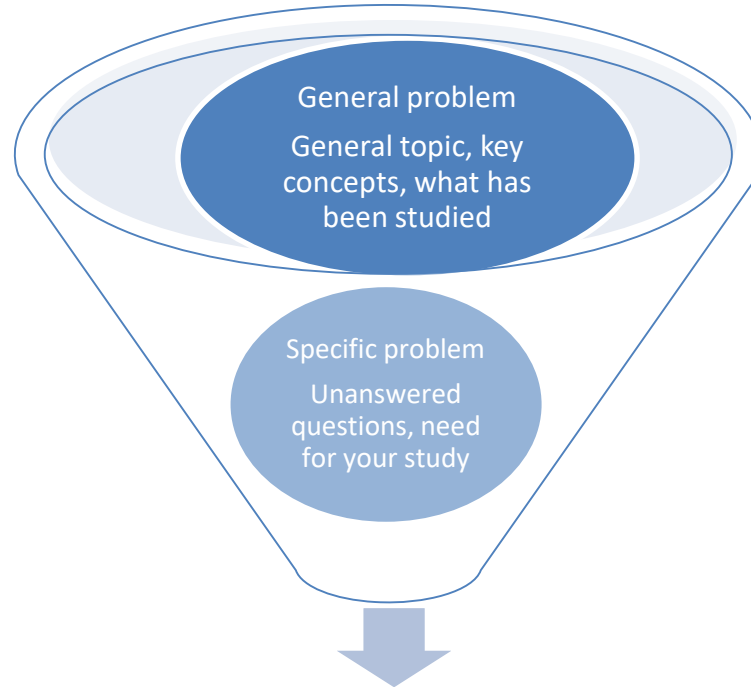 General problem
General topic, key
concepts, what has
been studied
Specific problem
Unanswered
questions, need
for your study